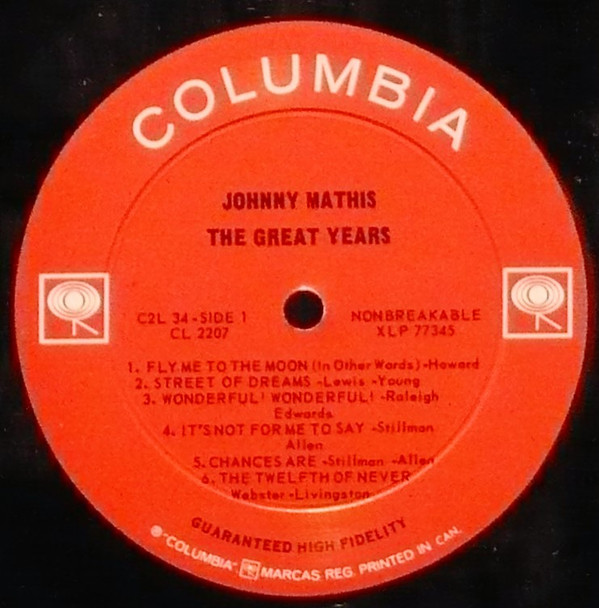 COLUMBIA
JOHNNY MATHIS
THE GREAT YEARS
C2L 34-SIDE 1
CL 2207
NONBREAKABLE
XLP 77345
1. FLY ME TO THE MOON (In Other Words) -Howard
2. STREET OF DREAMS -Lewis -Young
3. WONDERFUL! WONDERFUL! -Raleigh
Edwards
4. IT'S NOT FOR ME TO SAY -Stillman
Allen
5. CHANCES ARE -Stillman -Allen
6. THE TWELFTH OF NEVER
Webster -Livingston
GUARANTEED HIGH FIDELITY
® "COLUMBIA" MARCAS REG. PRINTED IN CAN.